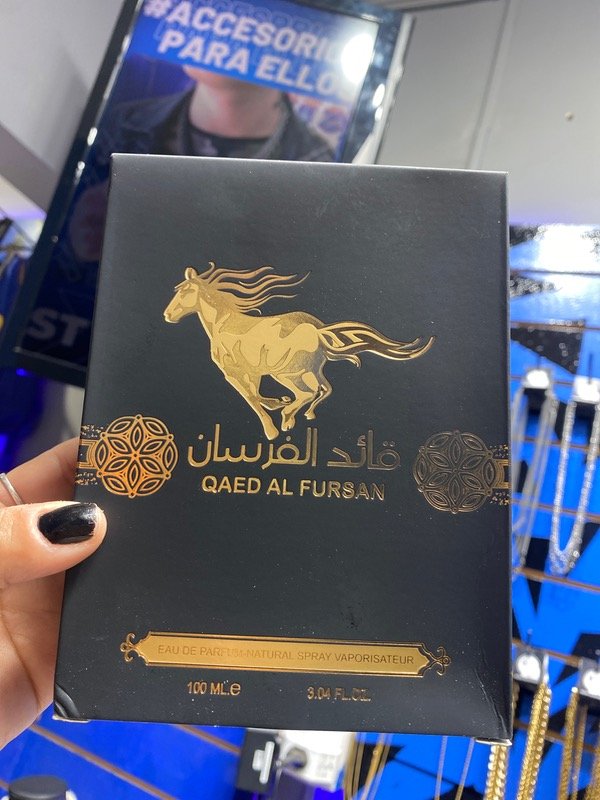 #ACCESORI
PARA ELLO
ST
قائد الفرسان
QAED AL FURSAN
EAU DE PARFUM-NATURAL SPRAY VAPORISATEUR
100 ML.e 3.04 FL.OZ.